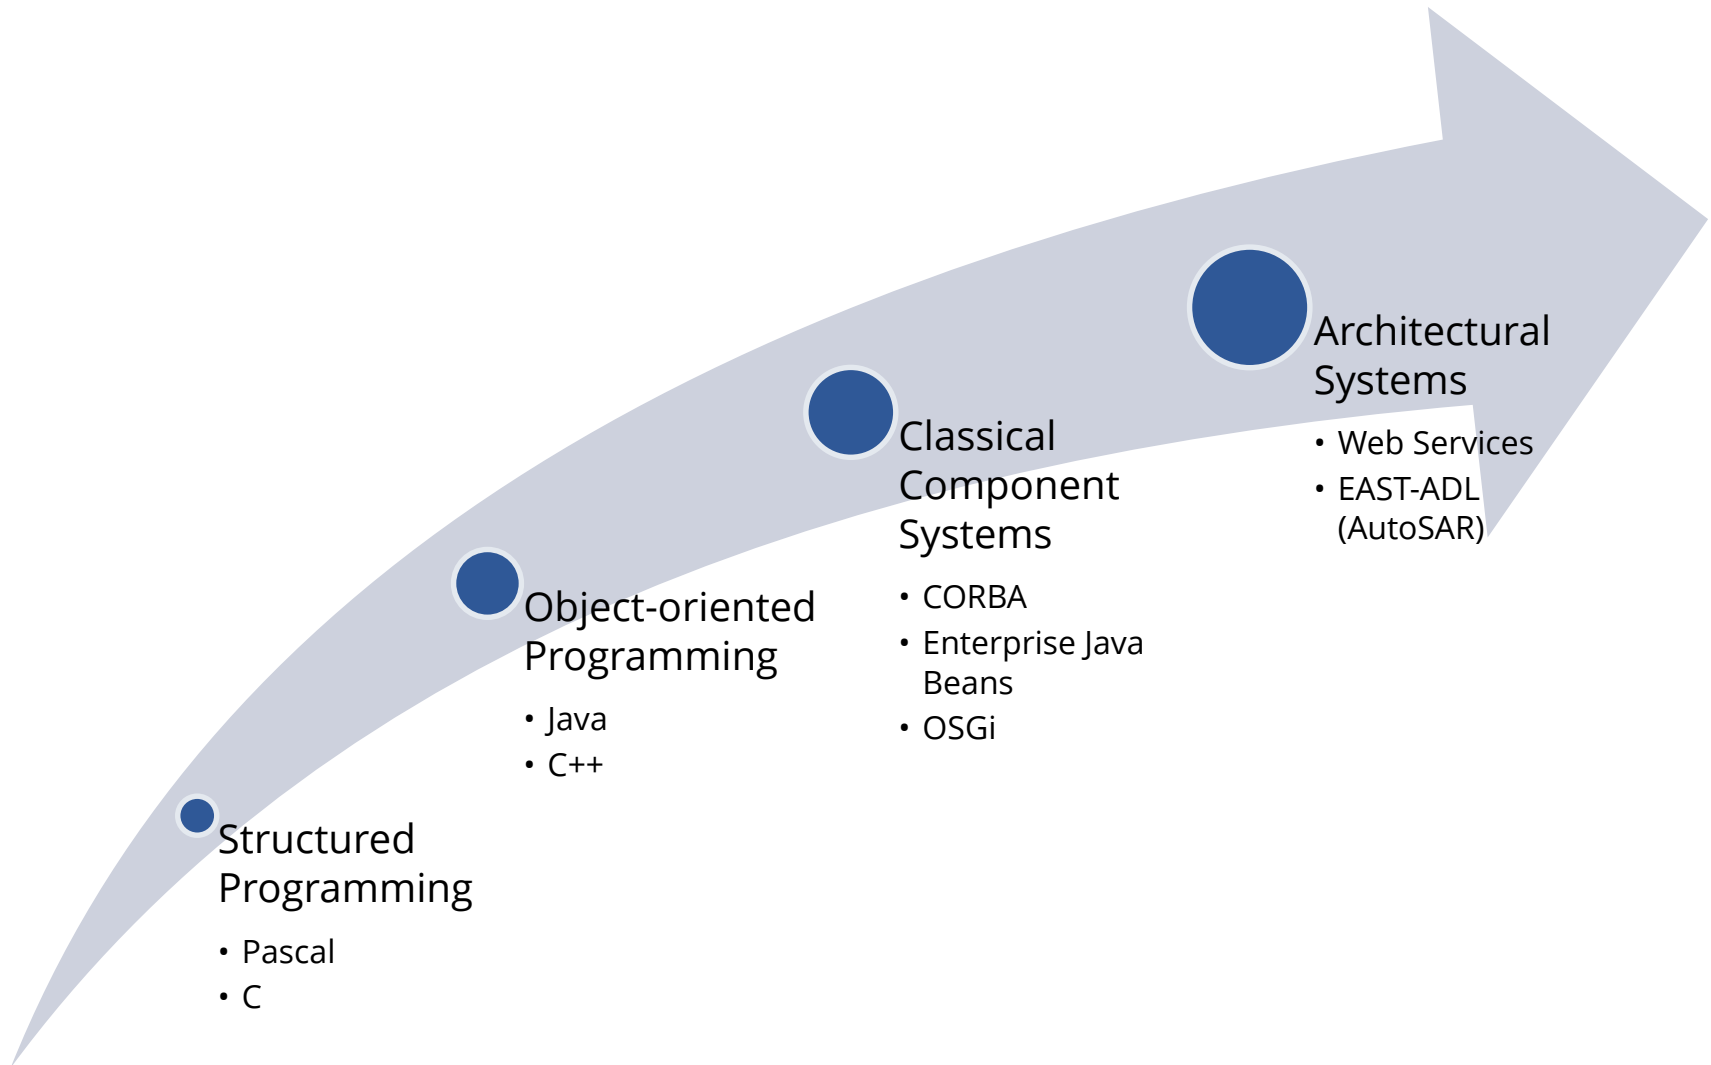 Architectural
Systems
• Web Services
• EAST-ADL
(AutoSAR)
Classical
Component
Systems
• CORBA
• Enterprise Java
Beans
• OSGi
Object-oriented
Programming
• Java
• C++
Structured
Programming
• Pascal
• C